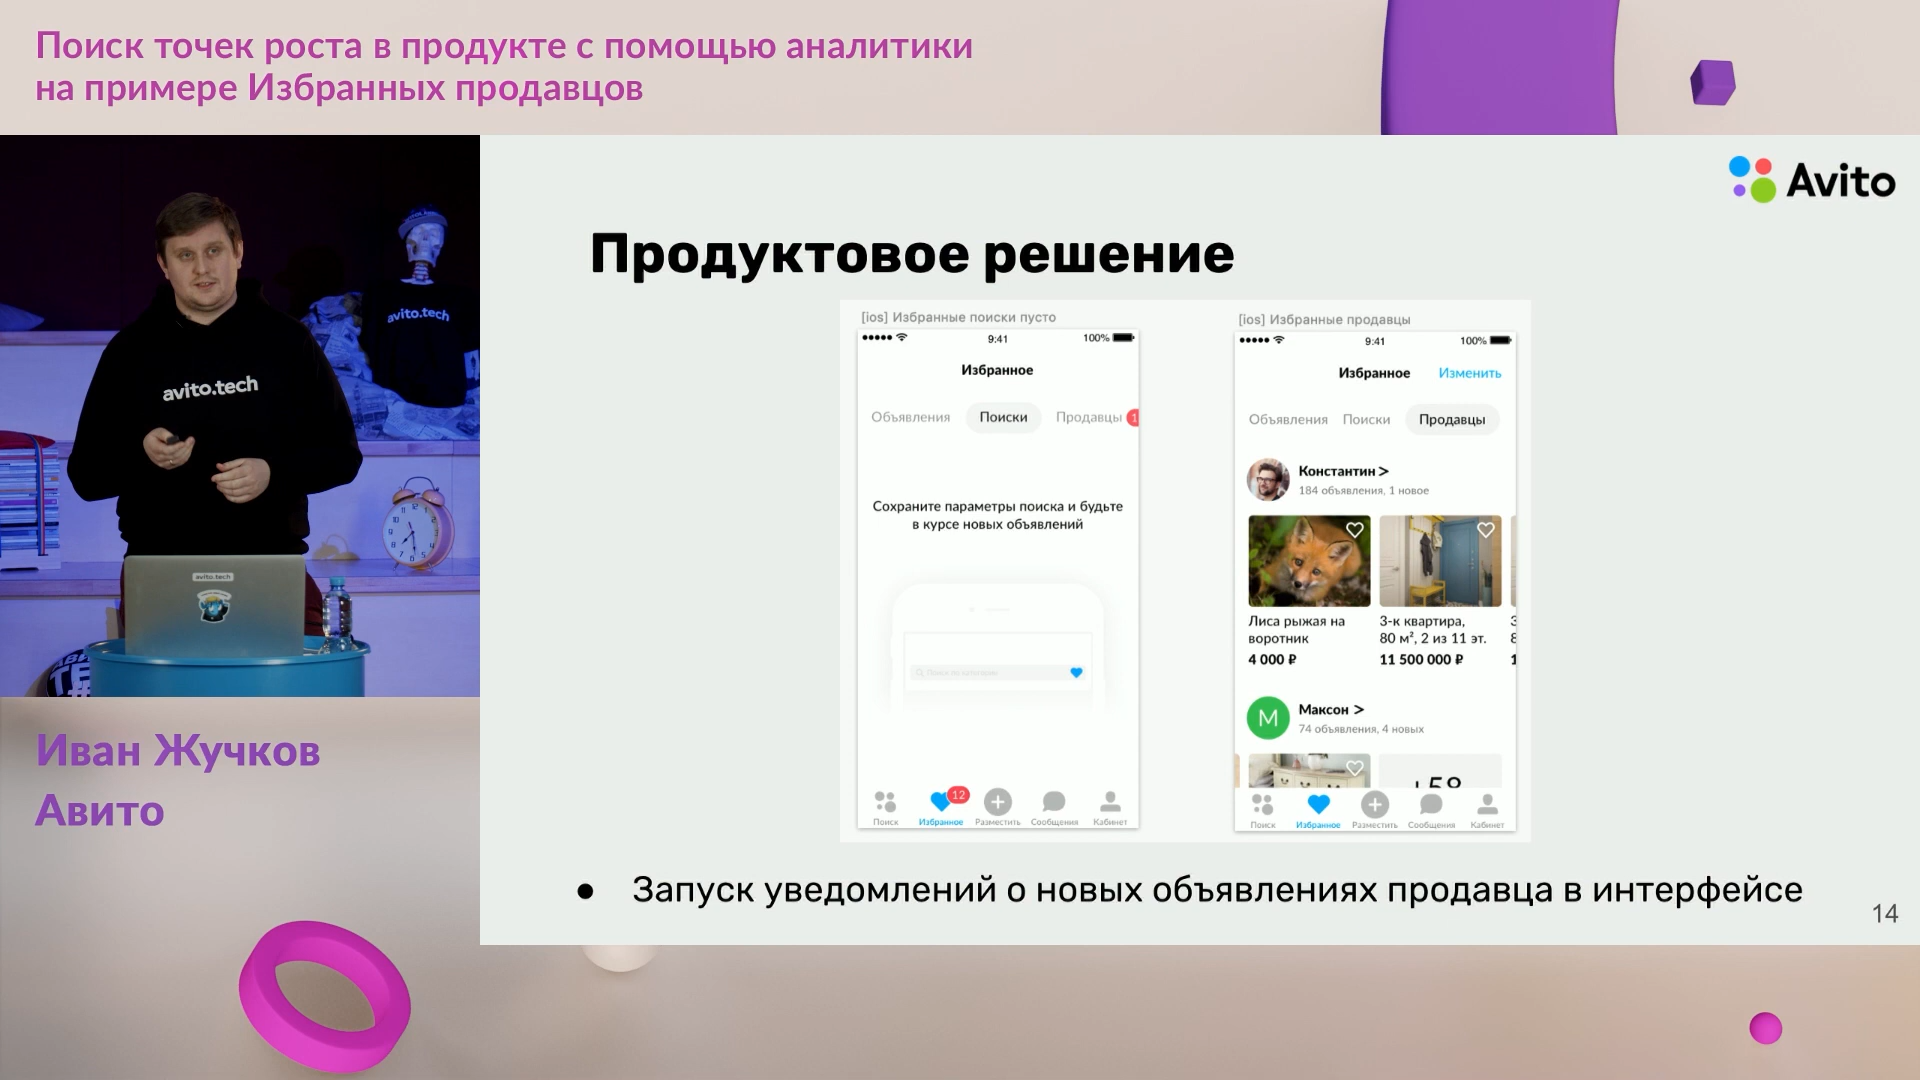 Поиск точек роста в продукте с помощью аналитики
на примере Избранных продавцов
Avito
avito.tech
avito.tech
avito.tech
Иван Жучков
Авито
Продуктовое решение
[ios] Избранные поиски пусто
9:41
100%
Избранное
Объявления
Поиски
Продавцы
1
Сохраните параметры поиска и будьте
в курсе новых объявлений
12
Поиск
Избранное
Разместить
Сообщения
Кабинет
[ios] Избранные продавцы
9:41
100%
Избранное
Изменить
Объявления
Поиски
Продавцы
Константин >
184 объявления, 1 новое
Лиса рыжая на
воротник
4 000 ₽
3-к квартира,
80 м², 2 из 11 эт.
11 500 000 ₽
М
Максон >
74 объявления, 4 новых
Поиск
Избранное
Разместить
Сообщения
Кабинет
● Запуск уведомлений о новых объявлениях продавца в интерфейсе
14